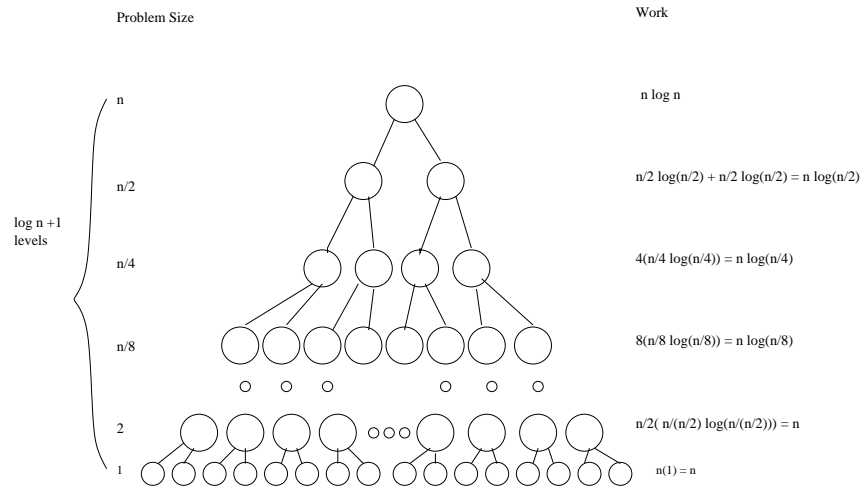 Problem Size
Work
n
n log n
n/2
n/2 log(n/2) + n/2 log(n/2) = n log(n/2)
log n +1
levels
n/4
4(n/4 log(n/4)) = n log(n/4)
n/8
8(n/8 log(n/8)) = n log(n/8)
2
n/2( n/(n/2) log(n/(n/2))) = n
1
n(1) = n